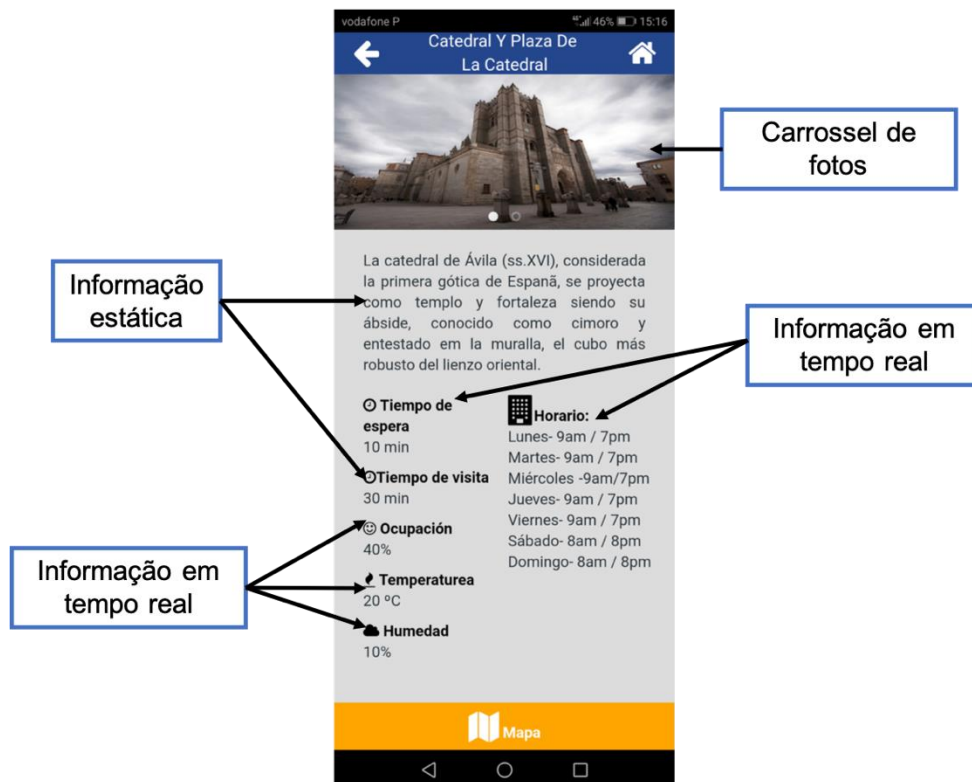 vodafone P
46% 15:16
Catedral Y Plaza De
La Catedral
Carrossel de
fotos
La catedral de Ávila (ss.XVI), considerada
la primera gótica de Espanã, se proyecta
como templo y fortaleza siendo su
ábside, conocido como cimoro y
entestado em la muralla, el cubo más
robusto del lienzo oriental.
Informação
estática
Informação em
tempo real
Tiempo de
espera
10 min
Tiempo de visita
30 min
Ocupación
40%
Temperaturea
20 ºC
Humedad
10%
Horario:
Lunes- 9am / 7pm
Martes- 9am / 7pm
Miércoles -9am/7pm
Jueves- 9am / 7pm
Viernes- 9am / 7pm
Sábado- 8am / 8pm
Domingo- 8am / 8pm
Informação em
tempo real
Mapa